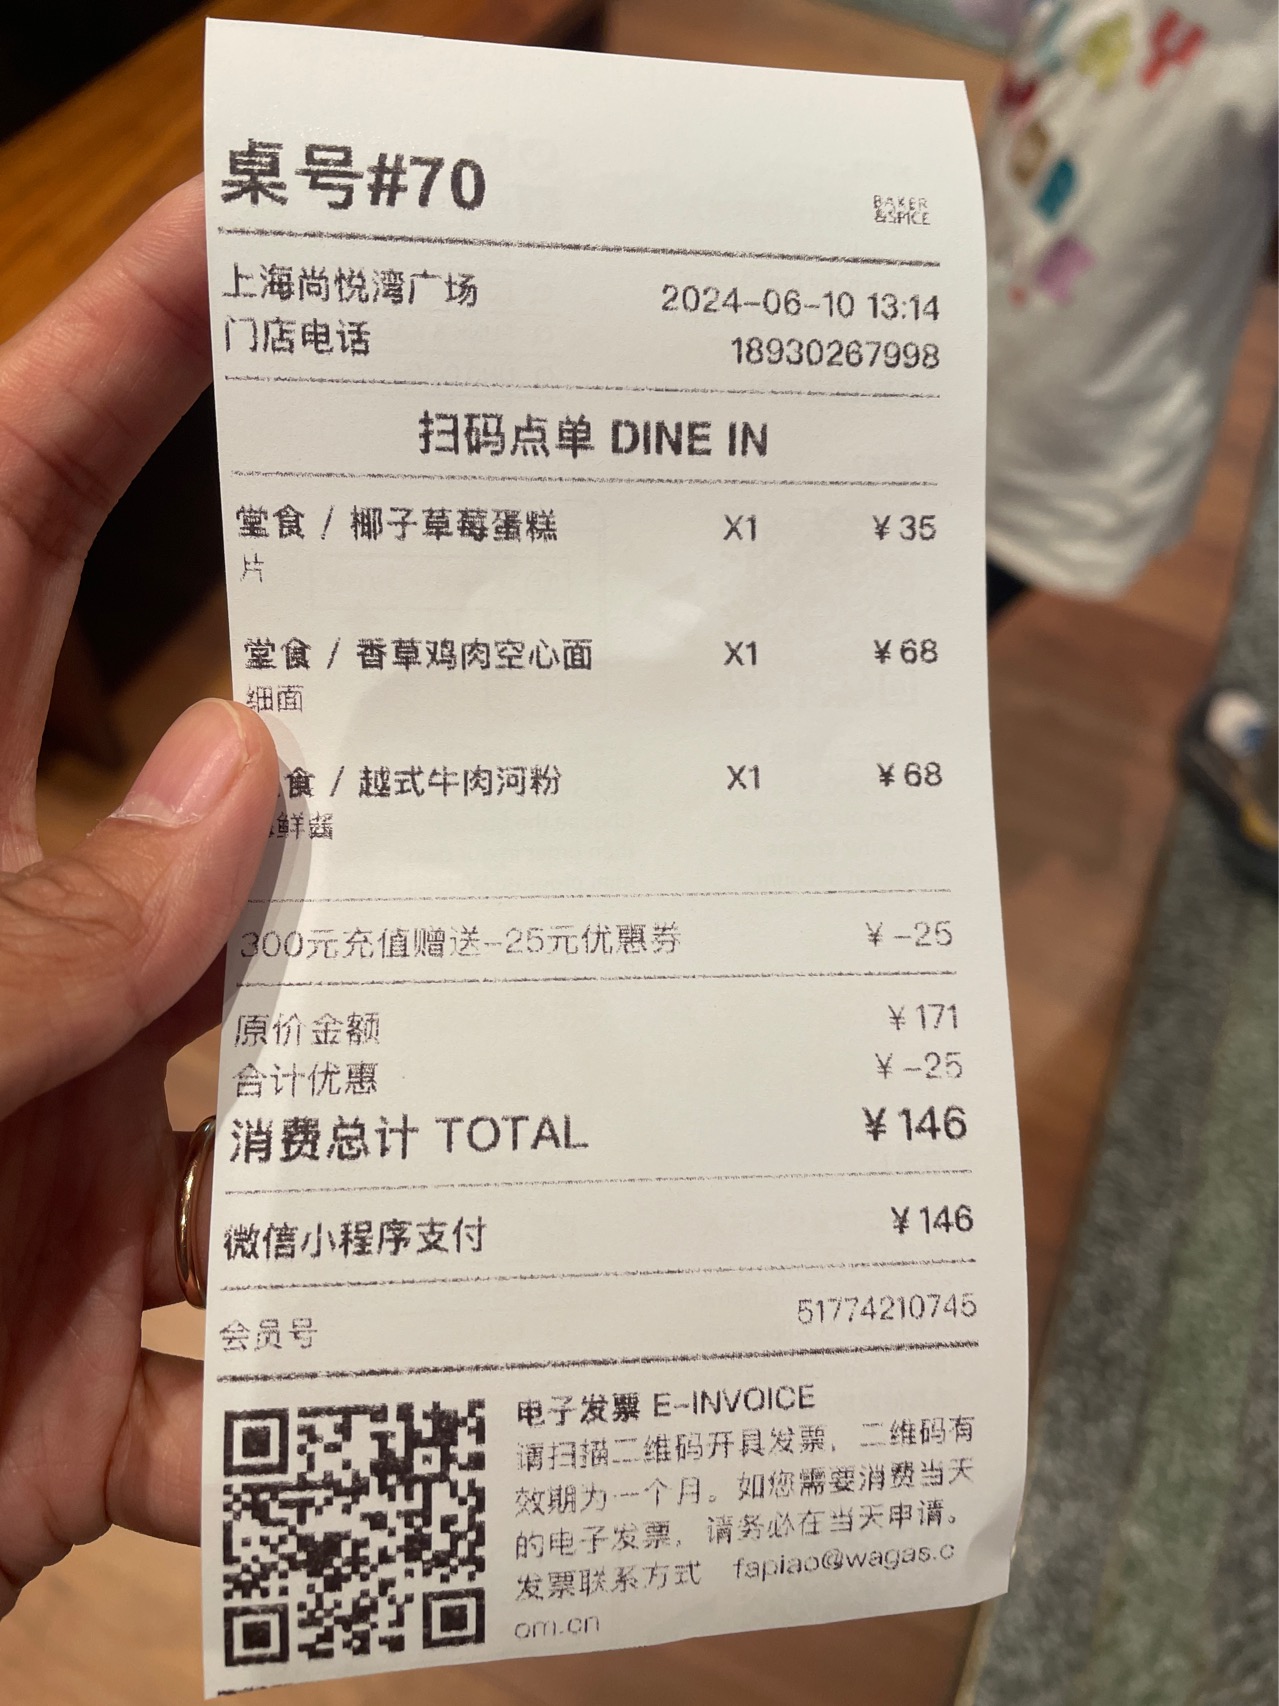 桌号#70
BAKER
&SPICE
上海尚悦湾广场 2024-06-10 13:14
门店电话 18930267998
扫码点单 DINE IN
堂食 / 椰子草莓蛋糕 X1 ¥35
片
堂食 / 香草鸡肉空心面 X1 ¥68
细面
食 / 越式牛肉河粉 X1 ¥68
鲜酱
300元充值赠送-25元优惠券 ¥-25
原价金额 ¥171
合计优惠 ¥-25
消费总计 TOTAL ¥146
微信小程序支付 ¥146
会员号 51774210745
电子发票 E-INVOICE
请扫描二维码开具发票，二维码有
效期为一个月。如您需要消费当天
的电子发票，请务必在当天申请。
发票联系方式 fapiao@wagas.c
om.cn